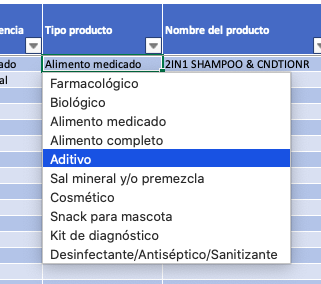 encia Tipo producto Nombre del producto
ado Alimento medicado 2IN1 SHAMPOO & CNDTIONR
al
Farmacológico
Biológico
Alimento medicado
Alimento completo
Aditivo
Sal mineral y/o premezcla
Cosmético
Snack para mascota
Kit de diagnóstico
Desinfectante/Antiséptico/Sanitizante